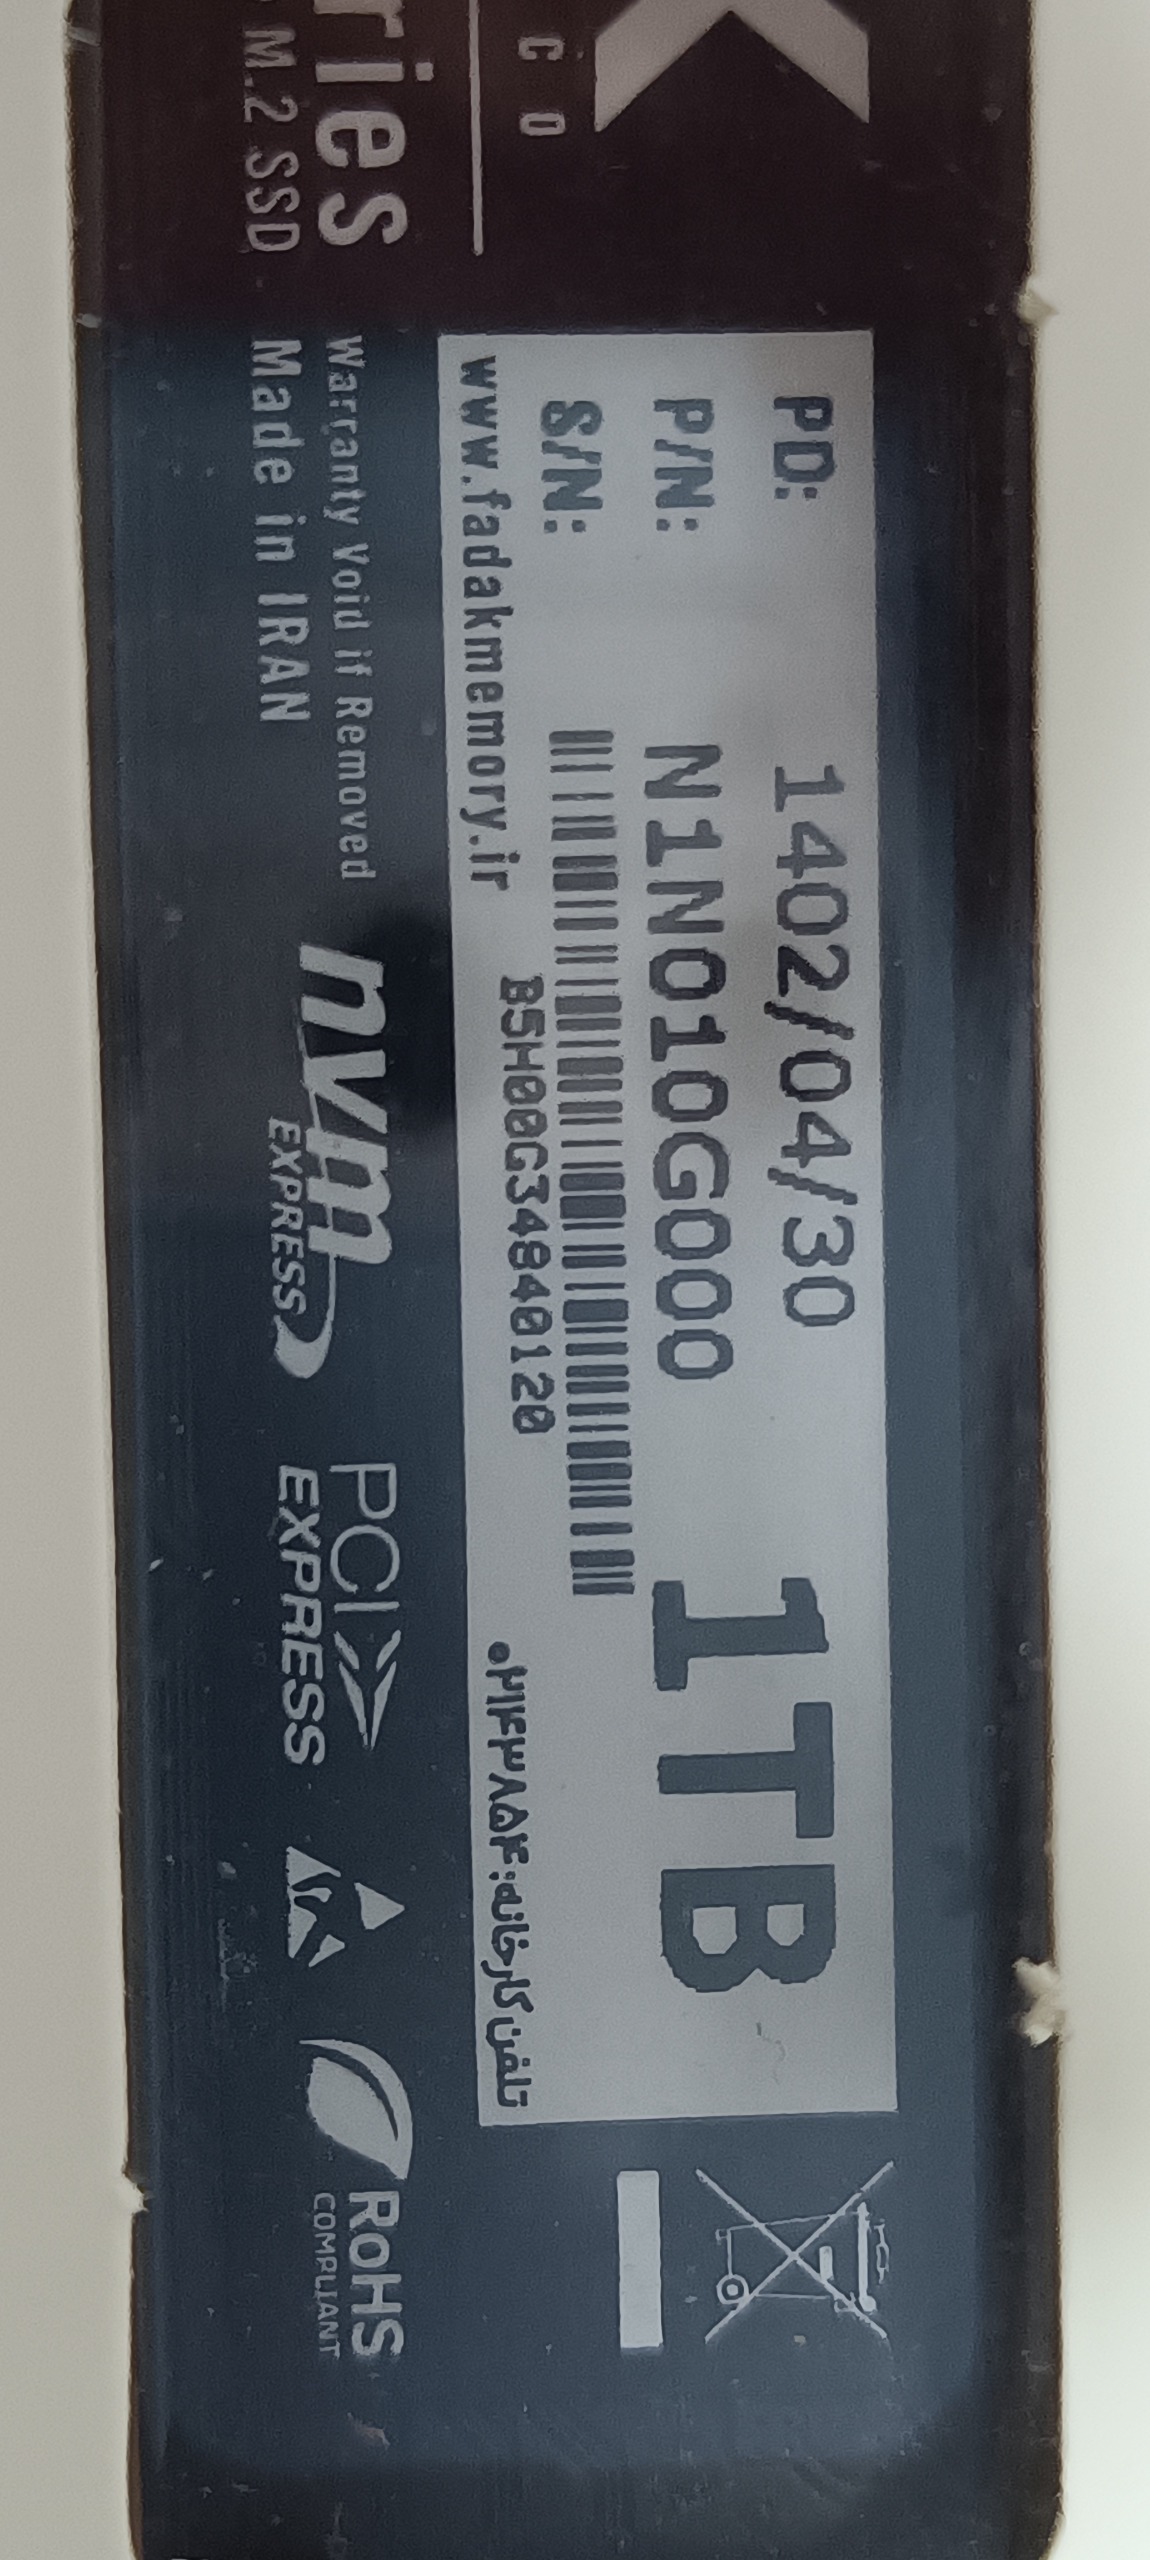 C O
ries
M.2 SSD
PD: 1402/04/30
P/N: N1N010G000
1TB
S/N:
B5H00G34840120
www.fadakmemory.ir
تلفن کارخانه: ۰۲۱۴۳۸۵۴
Warranty Void if Removed
Made in IRAN
nvm
EXPRESS
PCI
EXPRESS
RoHS
COMPLIANT